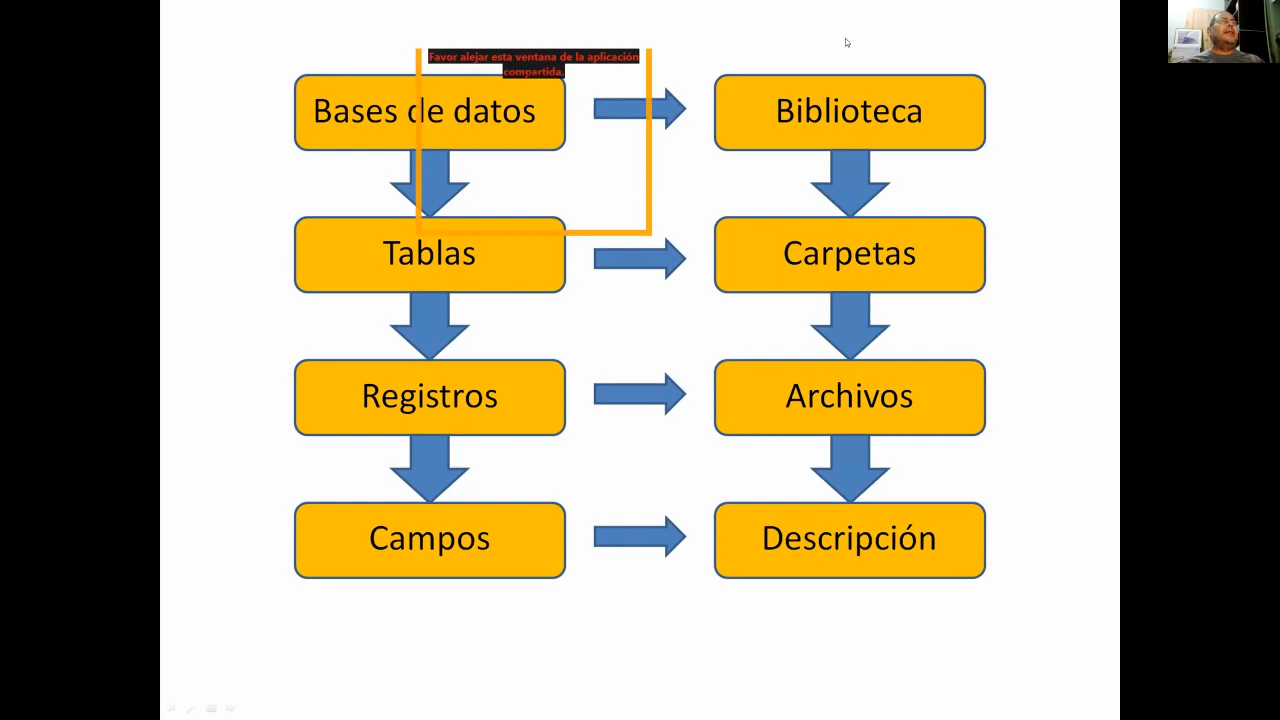 Favor alejar esta ventana de la aplicación
compartida.
Bases de datos
Biblioteca
Tablas
Carpetas
Registros
Archivos
Campos
Descripción